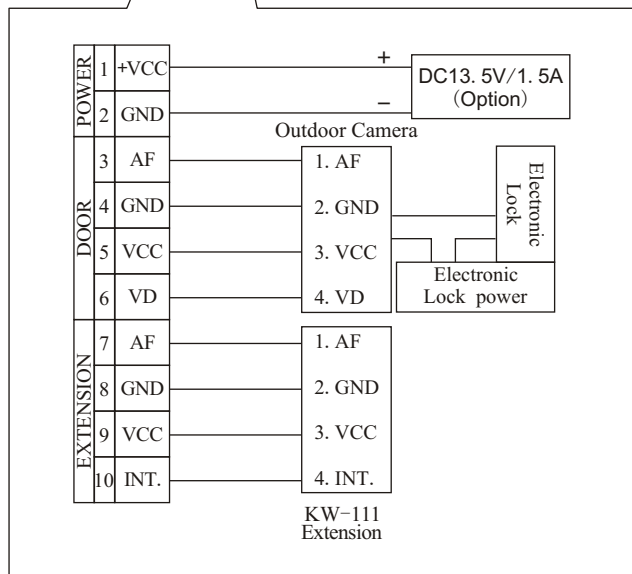 POWER
1 +VCC
2 GND
+
−
DC13. 5V/1. 5A
(Option)
DOOR
3 AF
4 GND
5 VCC
6 VD
Outdoor Camera
1. AF
2. GND
3. VCC
4. VD
Electronic
Lock
Electronic
Lock power
EXTENSION
7 AF
8 GND
9 VCC
10 INT.
1. AF
2. GND
3. VCC
4. INT.
KW-111
Extension